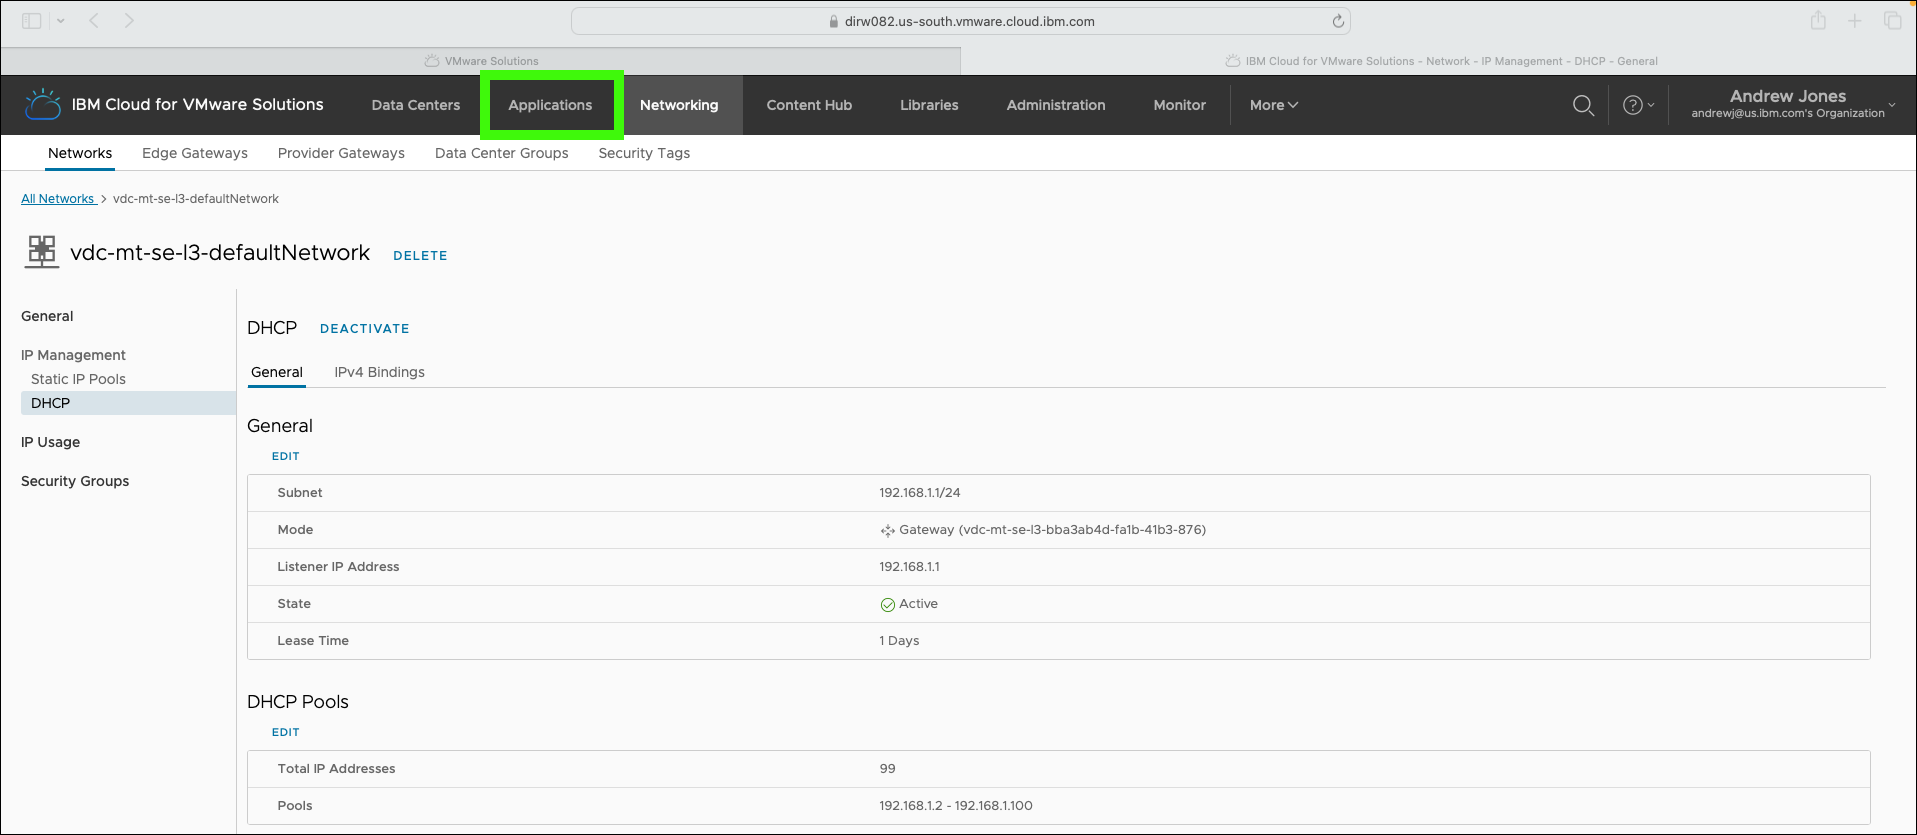 dirw082.us-south.vmware.cloud.ibm.com
VMware Solutions
IBM Cloud for VMware Solutions - Network - IP Management - DHCP - General
IBM Cloud for VMware Solutions
Data Centers
Applications
Networking
Content Hub
Libraries
Administration
Monitor
More
Andrew Jones
andrewj@us.ibm.com's Organization
Networks
Edge Gateways
Provider Gateways
Data Center Groups
Security Tags
All Networks > vdc-mt-se-l3-defaultNetwork
vdc-mt-se-l3-defaultNetwork DELETE
General
IP Management
Static IP Pools
DHCP
IP Usage
Security Groups
DHCP DEACTIVATE
General IPv4 Bindings
General
EDIT
Subnet 192.168.1.1/24
Mode Gateway (vdc-mt-se-l3-bba3ab4d-fa1b-41b3-876)
Listener IP Address 192.168.1.1
State Active
Lease Time 1 Days
DHCP Pools
EDIT
Total IP Addresses 99
Pools 192.168.1.2 - 192.168.1.100